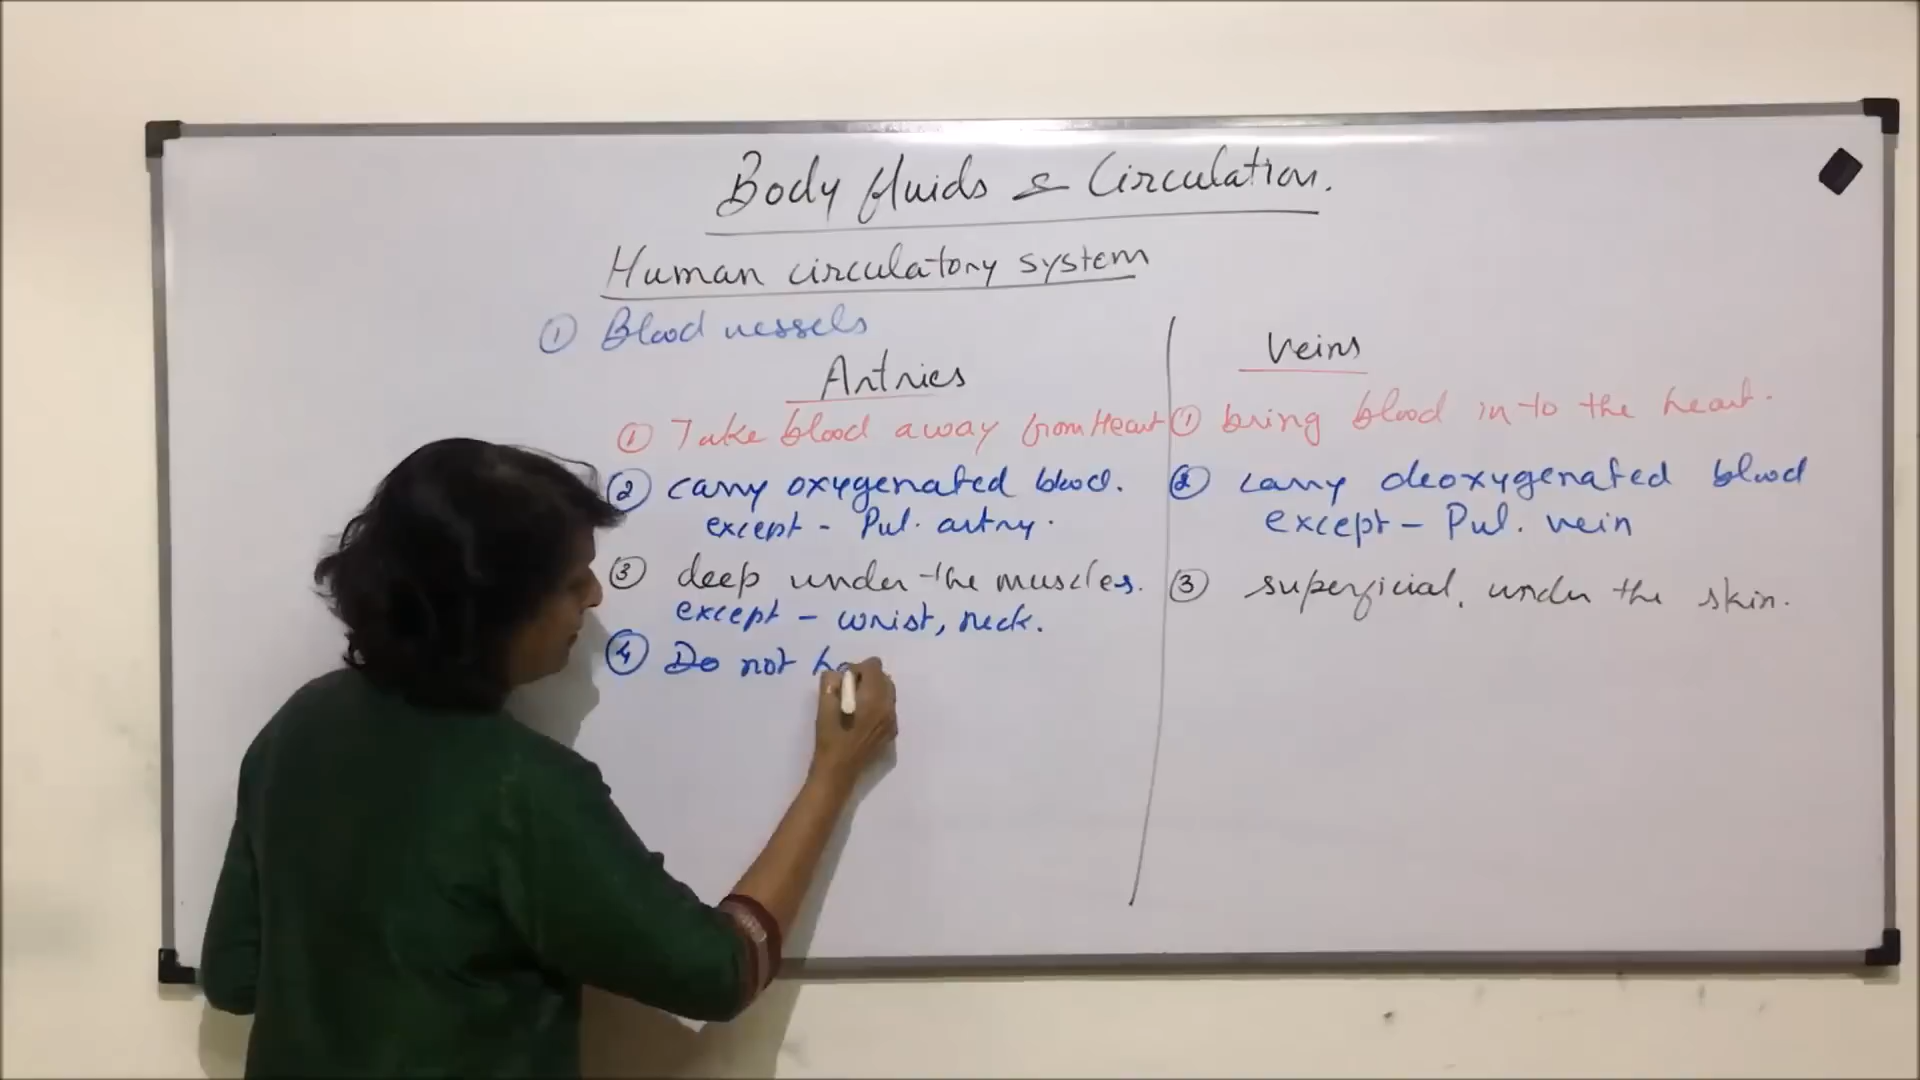 Body fluids & Circulation.
Human circulatory system
① Blood vessels
Artries
① Take blood away from Heart
② carry oxygenated blood.
except - Pul. artry.
③ deep under the muscles.
except - wrist, neck.
④ Do not ha
Veins
① bring blood in to the heart.
② carry deoxygenated blood
except - Pul. vein
③ superficial, under the skin.